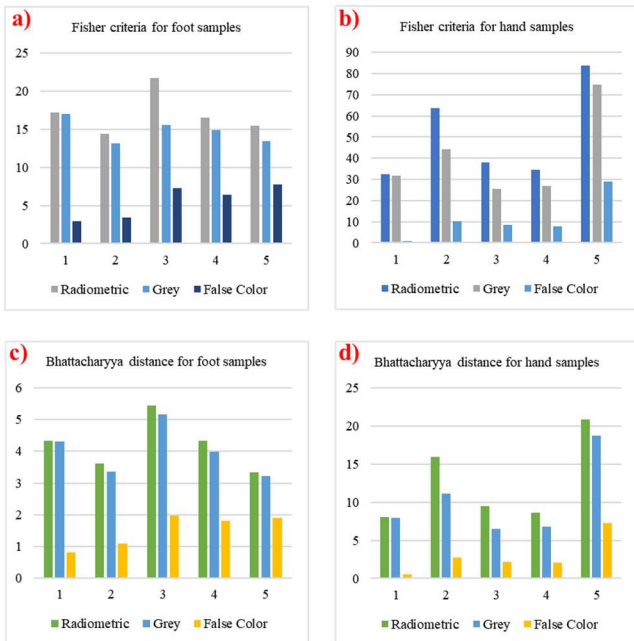 a)
Fisher criteria for foot samples
25
20
15
10
5
0
1 2 3 4 5
Radiometric Grey False Color
b)
Fisher criteria for hand samples
90
80
70
60
50
40
30
20
10
0
1 2 3 4 5
Radiometric Grey False Color
c)
Bhattacharyya distance for foot samples
6
5
4
3
2
1
0
1 2 3 4 5
Radiometric Grey False Color
d)
Bhattacharyya distance for hand samples
25
20
15
10
5
0
1 2 3 4 5
Radiometric Grey False Color